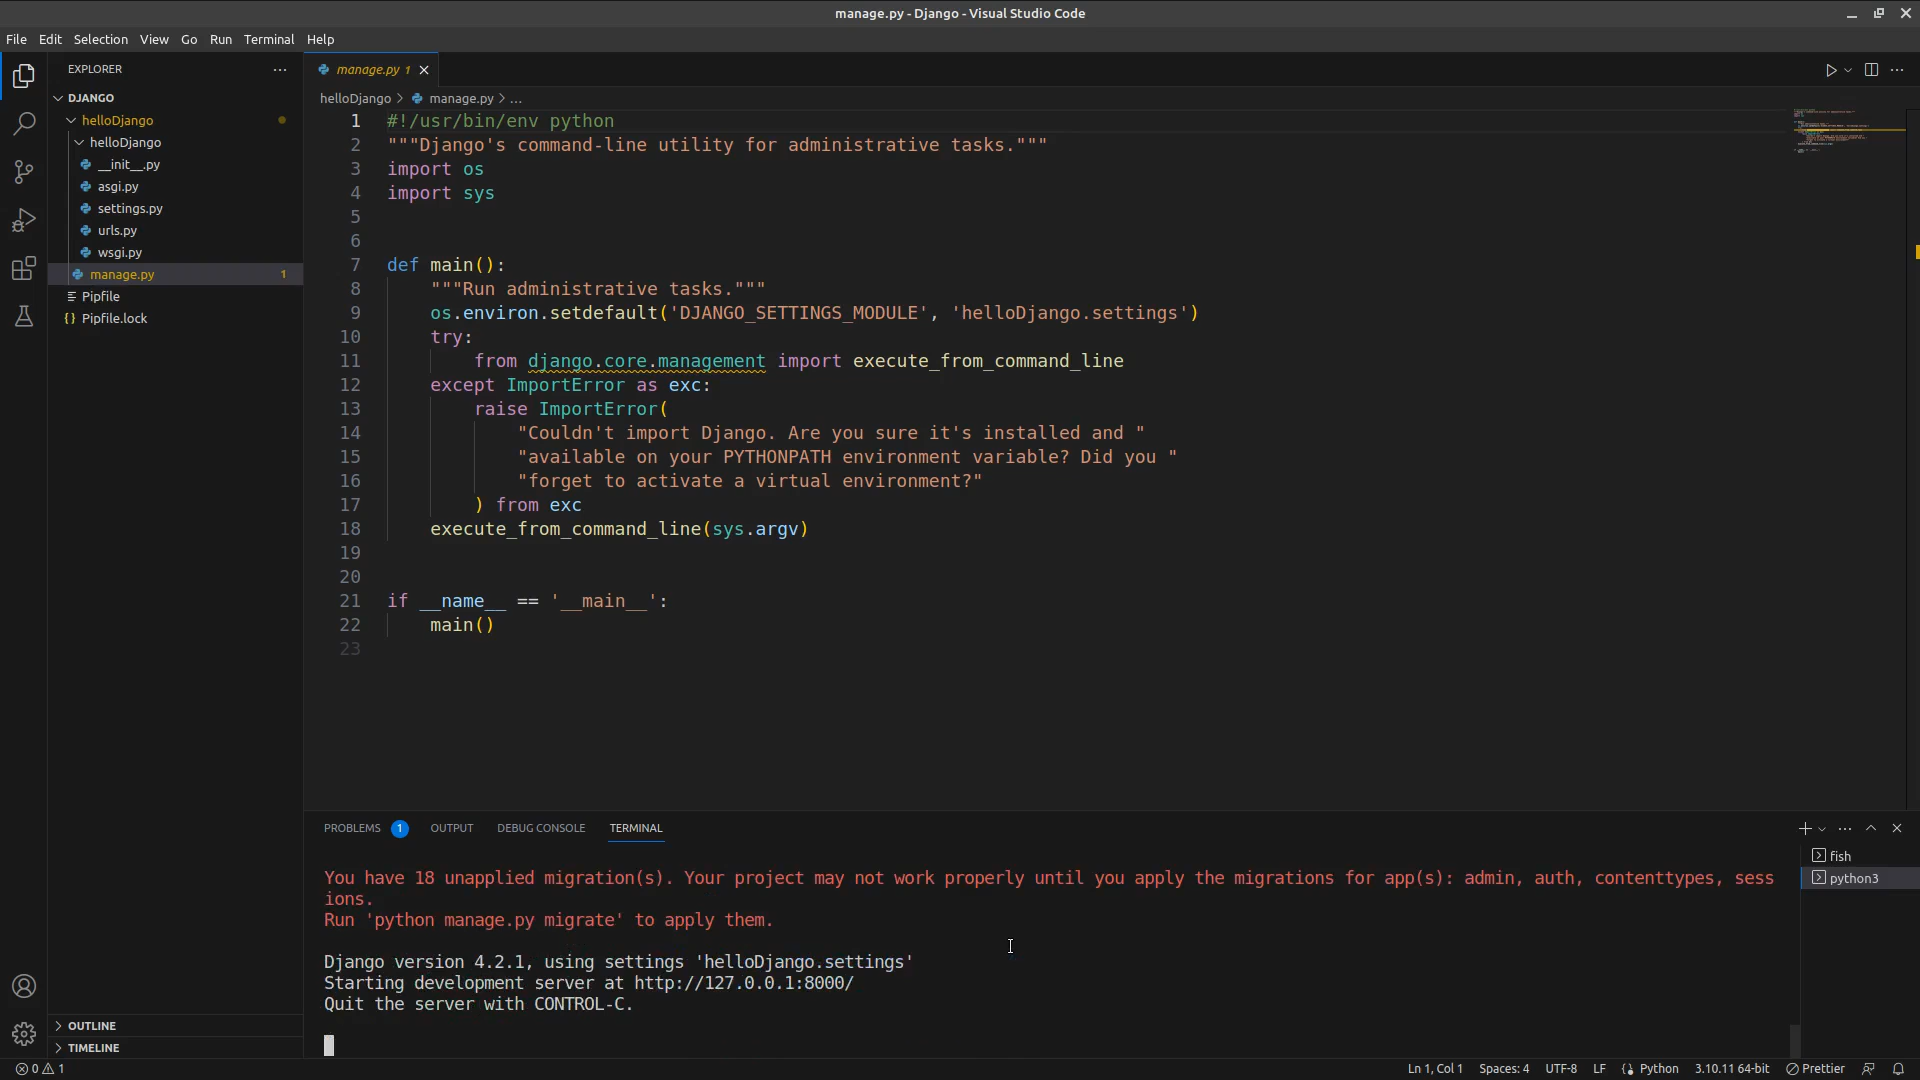 manage.py - Django - Visual Studio Code
File Edit Selection View Go Run Terminal Help
EXPLORER
DJANGO
helloDjango
helloDjango
__init__.py
asgi.py
settings.py
urls.py
wsgi.py
manage.py 1
Pipfile
{} Pipfile.lock
OUTLINE
TIMELINE
manage.py 1
helloDjango > manage.py > ...
1 #!/usr/bin/env python
2 """Django's command-line utility for administrative tasks."""
3 import os
4 import sys
5
6
7 def main():
8 """Run administrative tasks."""
9 os.environ.setdefault('DJANGO_SETTINGS_MODULE', 'helloDjango.settings')
10 try:
11 from django.core.management import execute_from_command_line
12 except ImportError as exc:
13 raise ImportError(
14 "Couldn't import Django. Are you sure it's installed and "
15 "available on your PYTHONPATH environment variable? Did you "
16 "forget to activate a virtual environment?"
17 ) from exc
18 execute_from_command_line(sys.argv)
19
20
21 if __name__ == '__main__':
22 main()
23
PROBLEMS 1 OUTPUT DEBUG CONSOLE TERMINAL
You have 18 unapplied migration(s). Your project may not work properly until you apply the migrations for app(s): admin, auth, contenttypes, sess
ions.
Run 'python manage.py migrate' to apply them.
Django version 4.2.1, using settings 'helloDjango.settings'
Starting development server at http://127.0.0.1:8000/
Quit the server with CONTROL-C.
fish
python3
0 1 Ln 1, Col 1 Spaces: 4 UTF-8 LF Python 3.10.11 64-bit Prettier